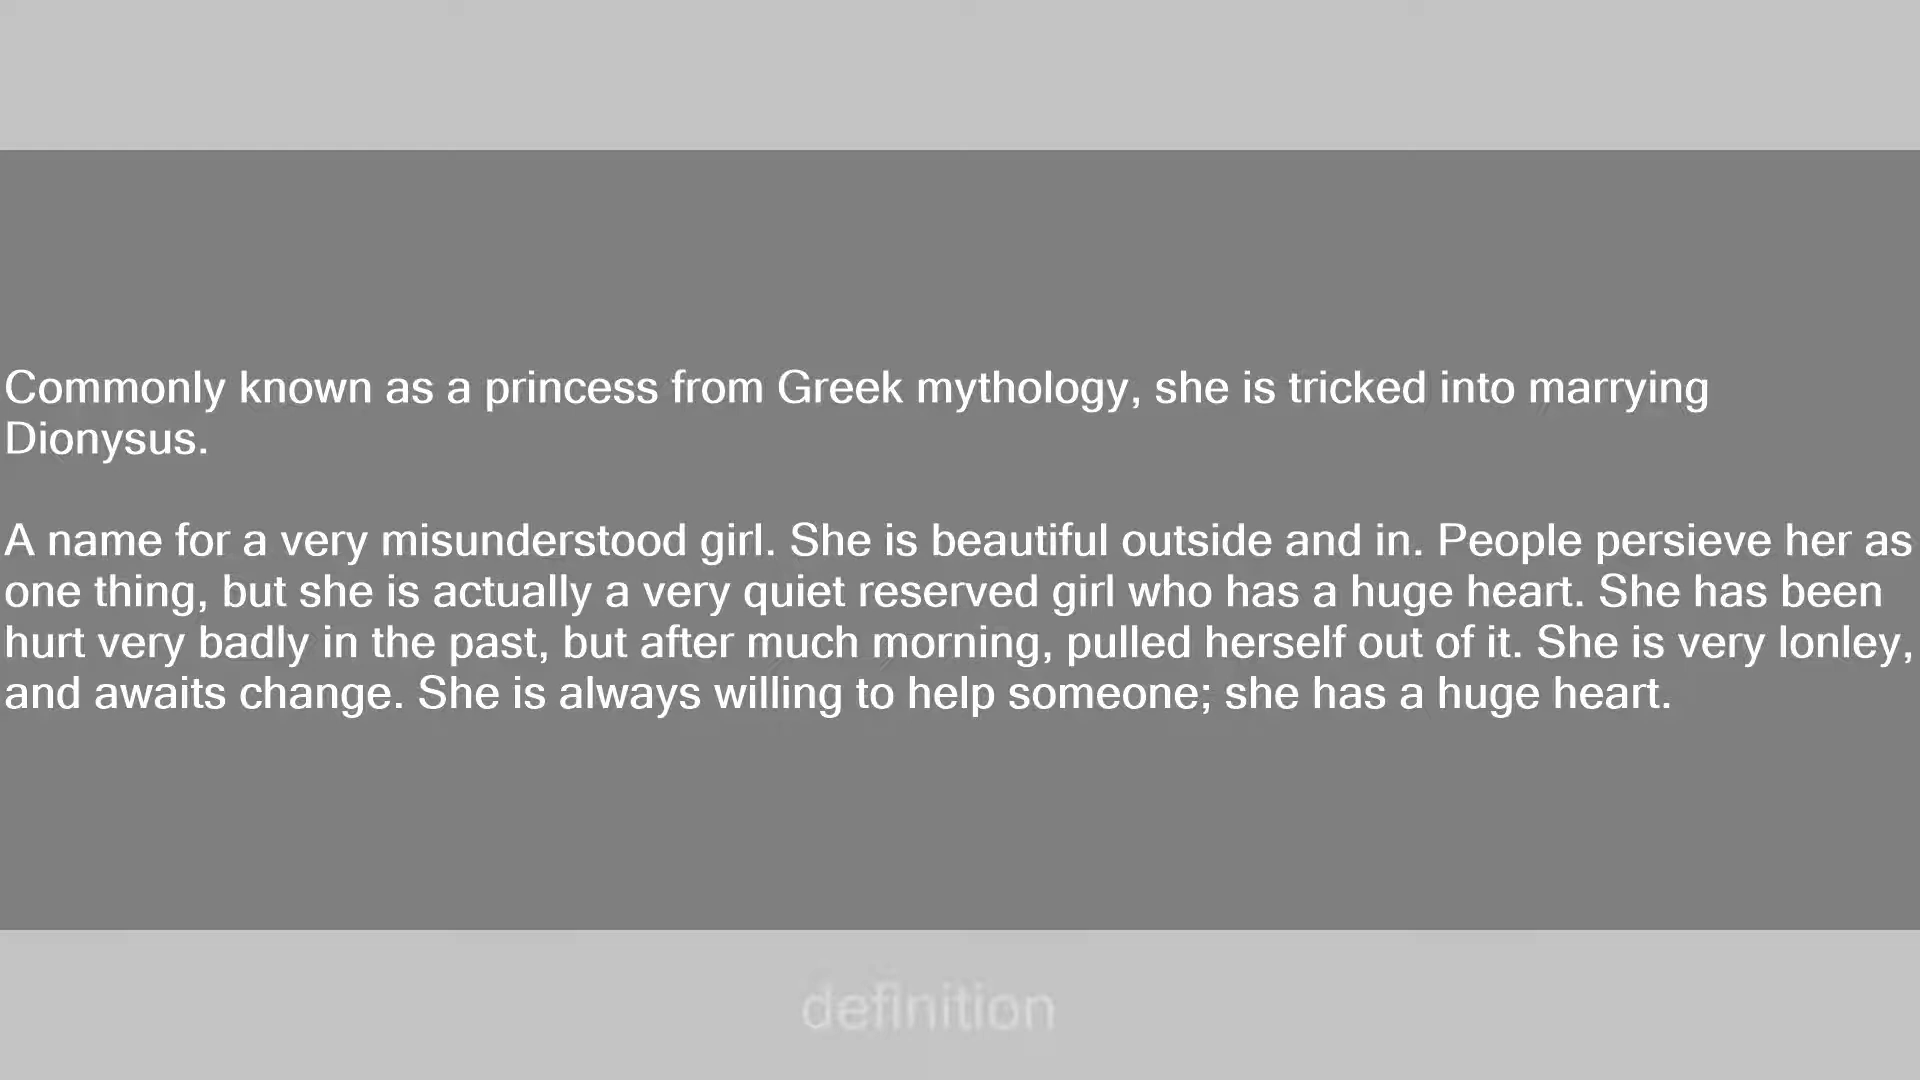 Commonly known as a princess from Greek mythology, she is tricked into marrying
Dionysus.
A name for a very misunderstood girl. She is beautiful outside and in. People persieve her as
one thing, but she is actually a very quiet reserved girl who has a huge heart. She has been
hurt very badly in the past, but after much morning, pulled herself out of it. She is very lonley,
and awaits change. She is always willing to help someone; she has a huge heart.
definition